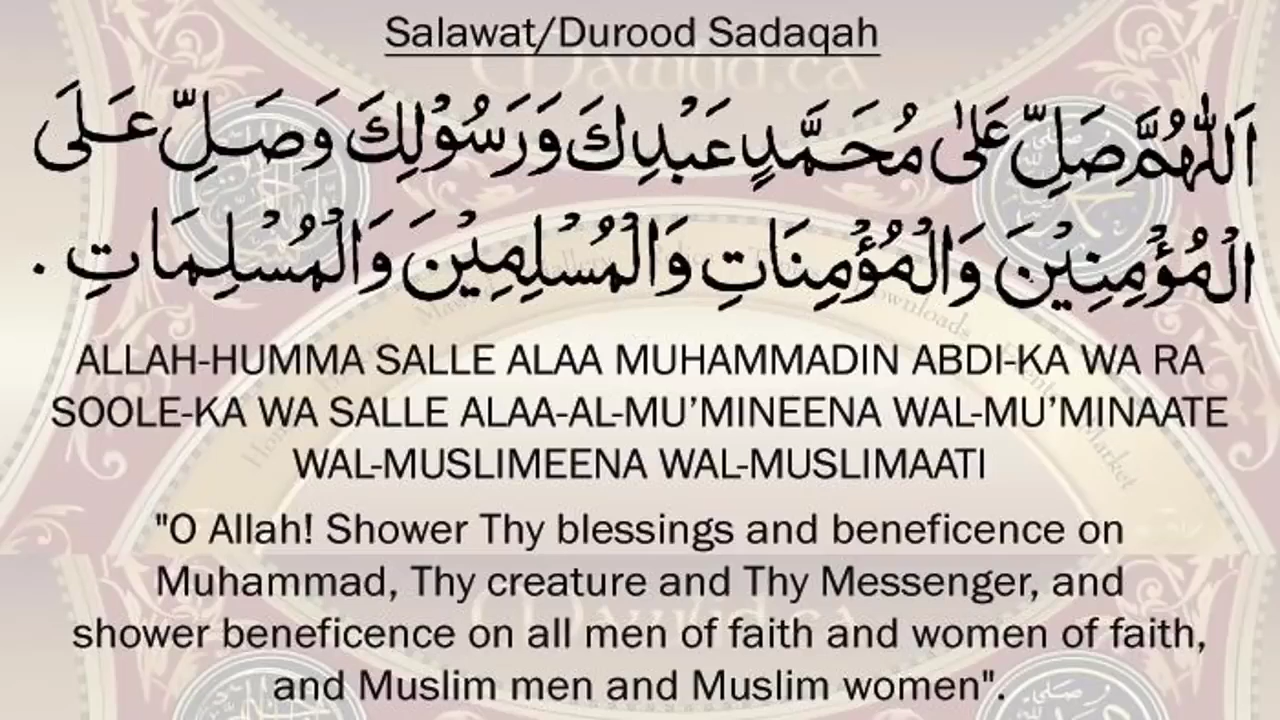 Salawat/Durood Sadaqah
اَللّٰهُمَّ صَلِّ عَلٰى مُحَمَّدٍ عَبْدِكَ وَرَسُوْلِكَ وَصَلِّ عَلَى
الْمُؤْمِنِيْنَ وَالْمُؤْمِنَاتِ وَالْمُسْلِمِيْنَ وَالْمُسْلِمَاتِ .
ALLAH-HUMMA SALLE ALAA MUHAMMADIN ABDI-KA WA RA
SOOLE-KA WA SALLE ALAA-AL-MU’MINEENA WAL-MU’MINAATE
WAL-MUSLIMEENA WAL-MUSLIMAATI
"O Allah! Shower Thy blessings and beneficence on
Muhammad, Thy creature and Thy Messenger, and
shower beneficence on all men of faith and women of faith,
and Muslim men and Muslim women".